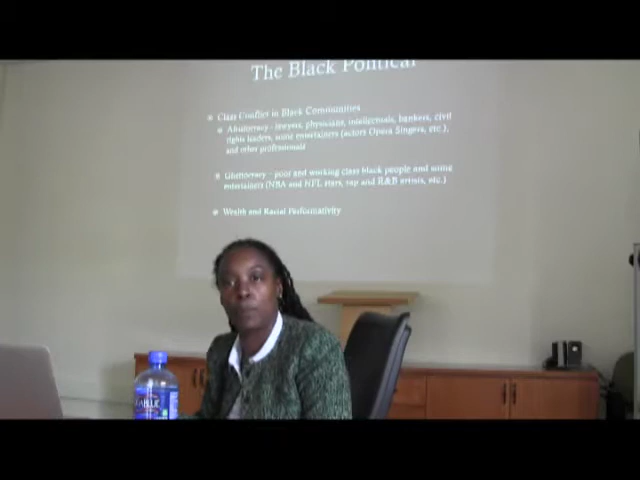 The Black Political
Class Conflict in Black Communities
lawyers, physicians, intellectuals, bankers, civil
rights leaders, some entertainers (actors Opera Singers, etc.),
and other professionals
poor and working class black people and some
entertainers (NBA and NFL stars, rap and R&B artists, etc.)
Wealth and Racial Performativity